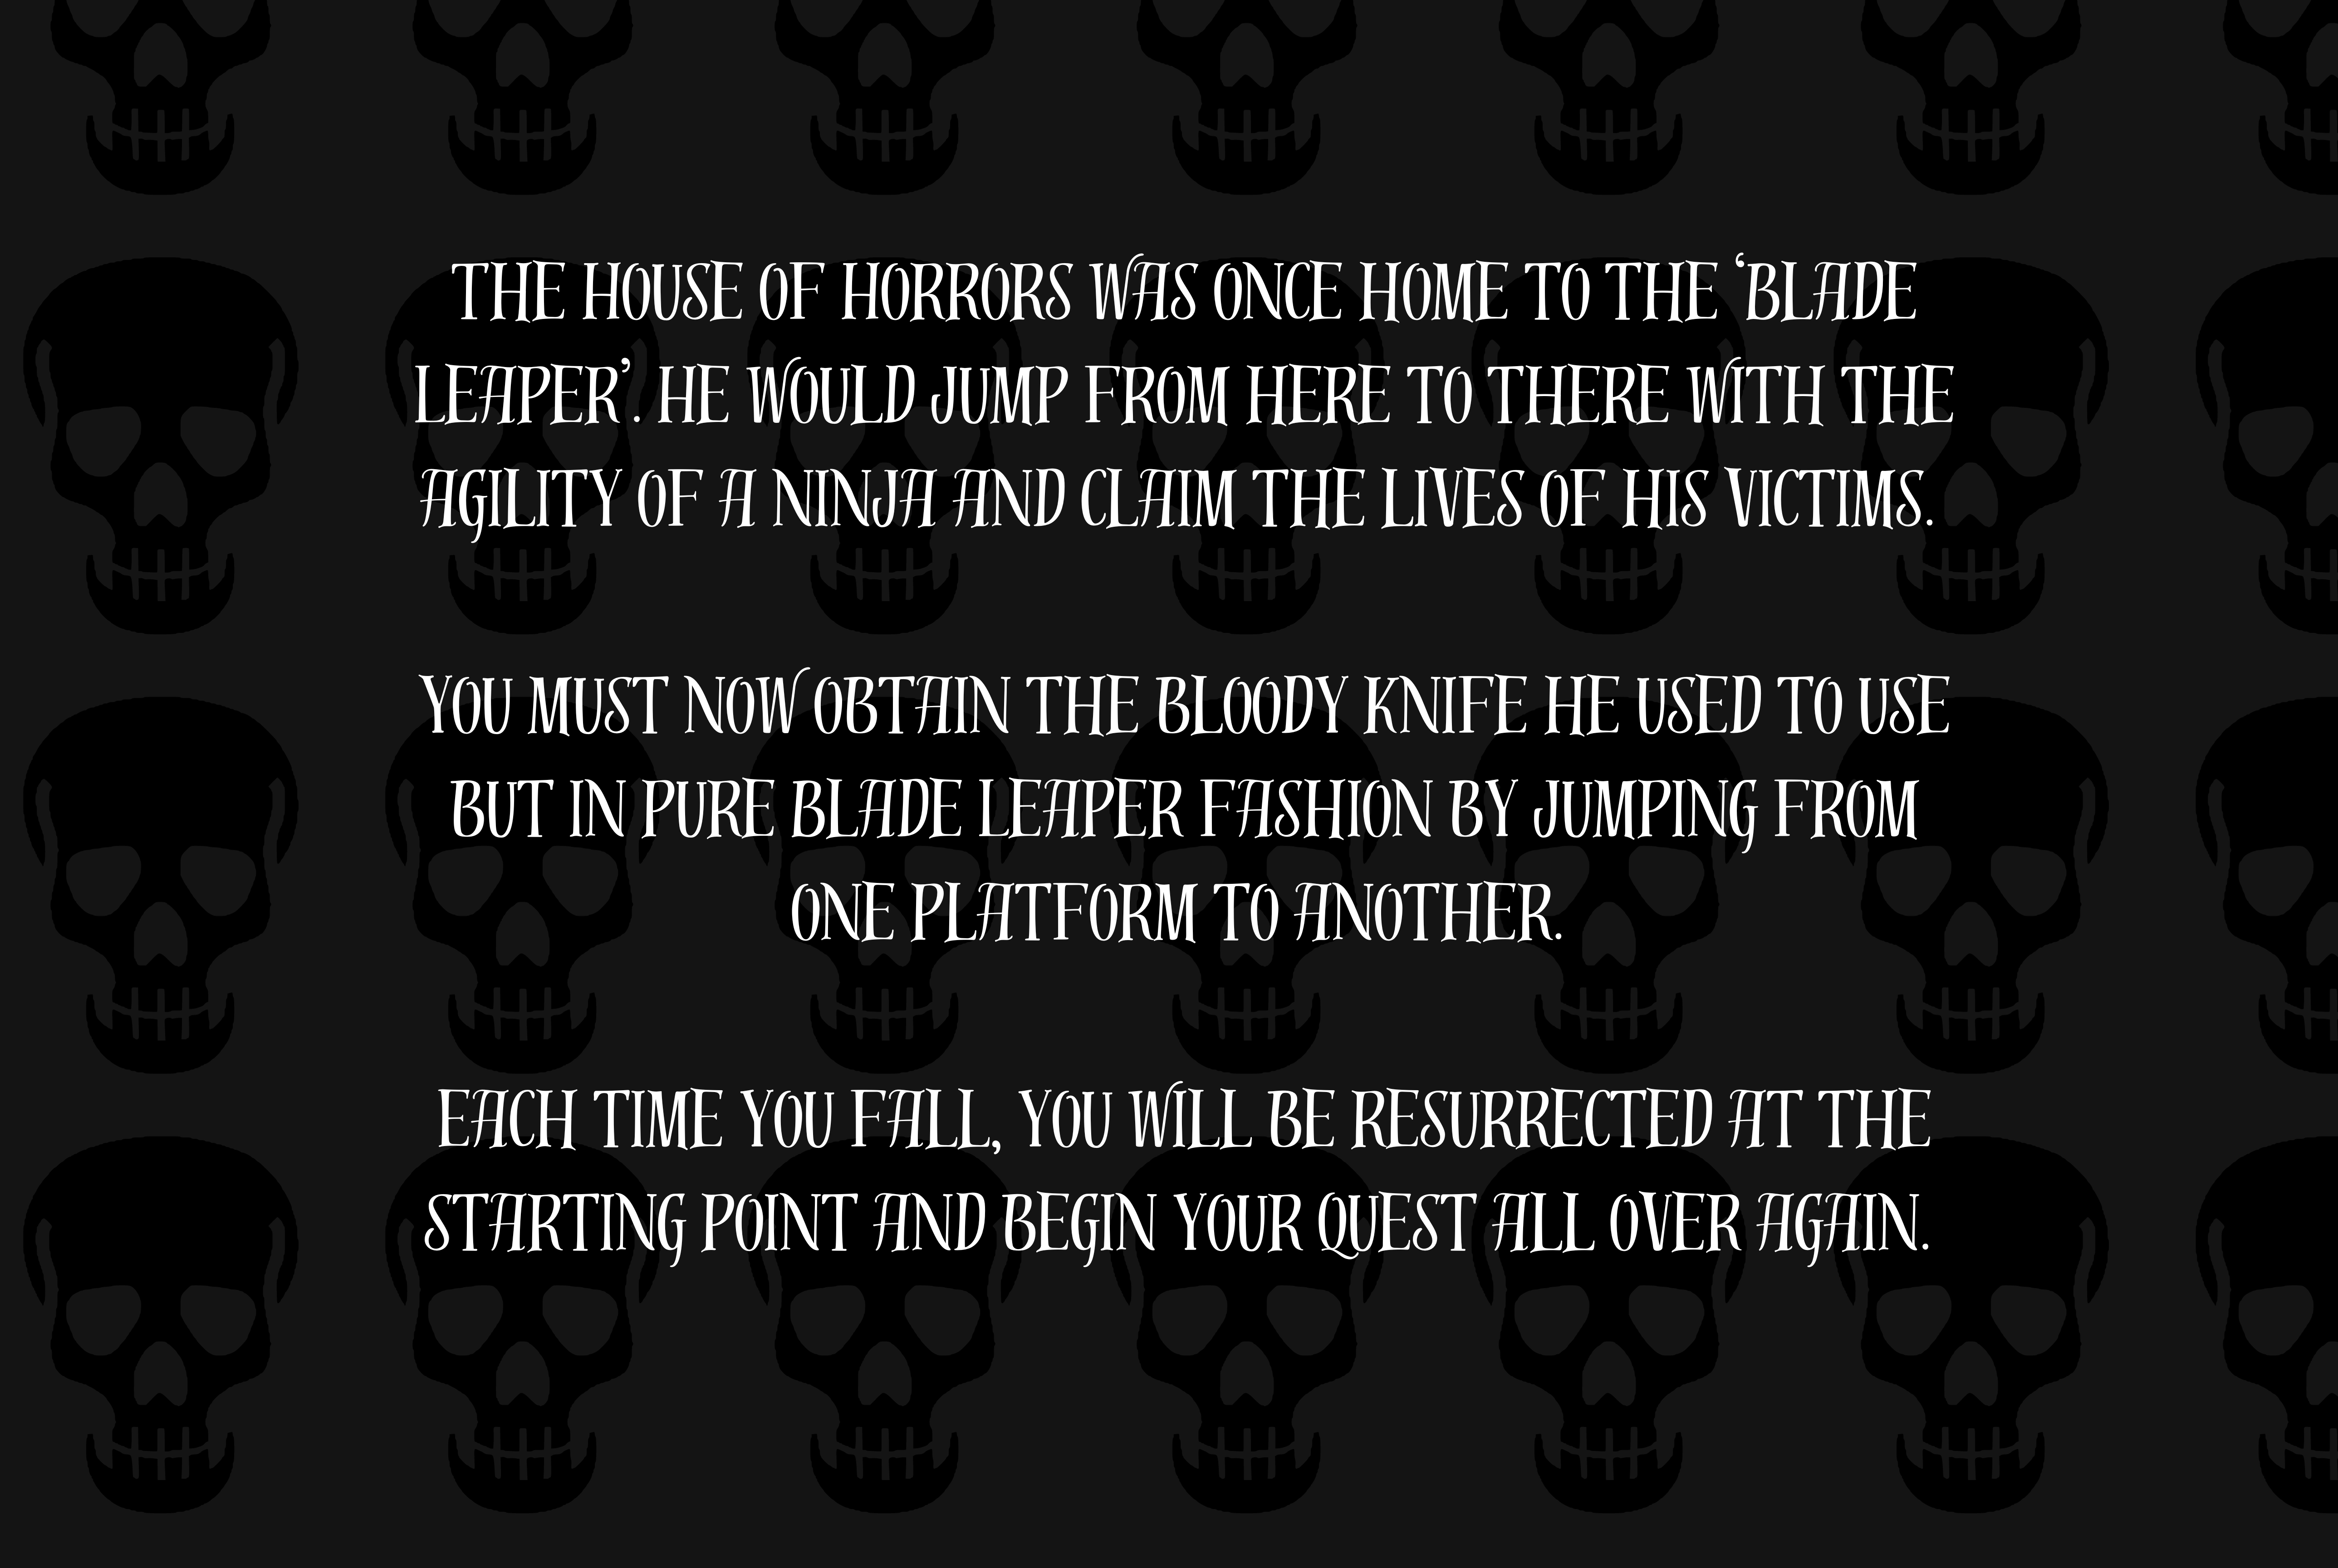 THE HOUSE OF HORRORS WAS ONCE HOME TO THE ‘BLADE
LEAPER’. HE WOULD JUMP FROM HERE TO THERE WITH THE
AGILITY OF A NINJA AND CLAIM THE LIVES OF HIS VICTIMS.
YOU MUST NOW OBTAIN THE BLOODY KNIFE HE USED TO USE
BUT IN PURE BLADE LEAPER FASHION BY JUMPING FROM
ONE PLATFORM TO ANOTHER.
EACH TIME YOU FALL, YOU WILL BE RESURRECTED AT THE
STARTING POINT AND BEGIN YOUR QUEST ALL OVER AGAIN.